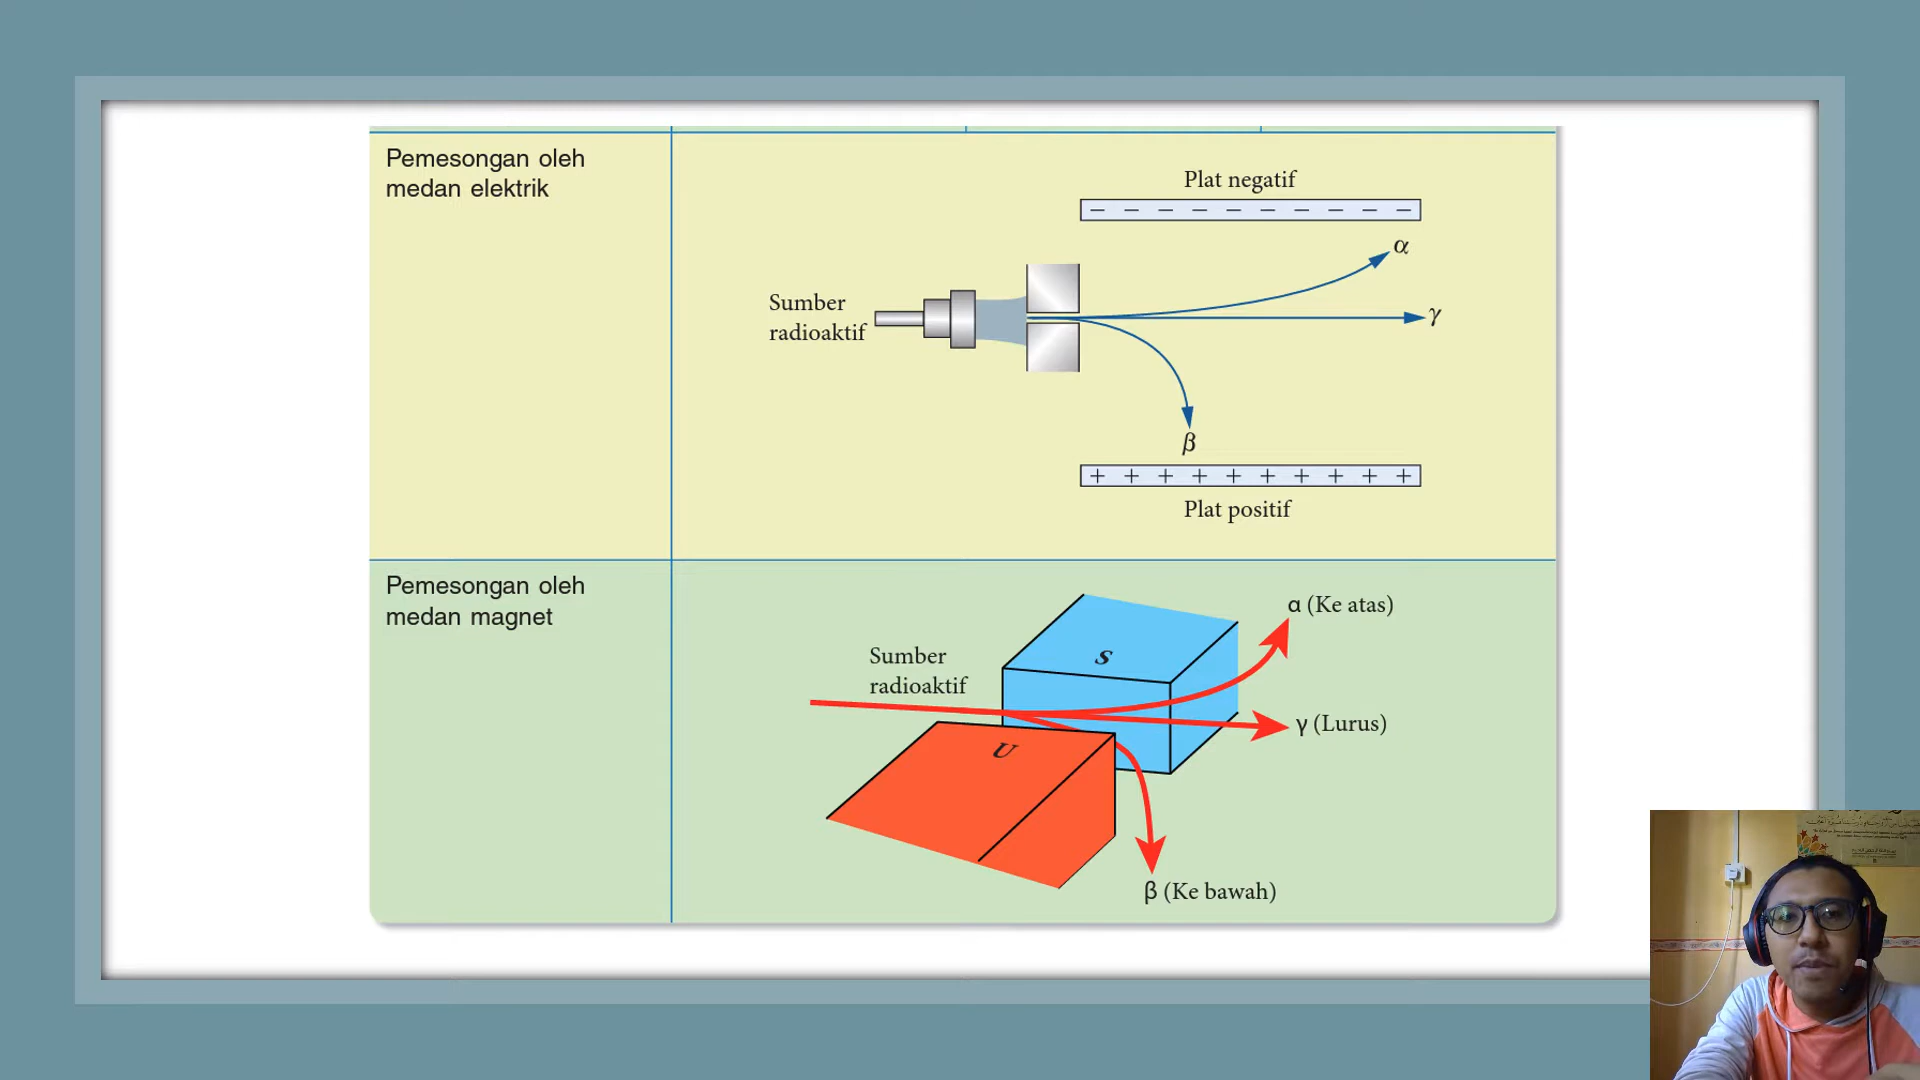 Pemesongan oleh
medan elektrik
Plat negatif
− − − − − − − − − −
α
Sumber
radioaktif
γ
β
+ + + + + + + + + +
Plat positif
Pemesongan oleh
medan magnet
α (Ke atas)
Sumber
radioaktif
S
γ (Lurus)
U
β (Ke bawah)